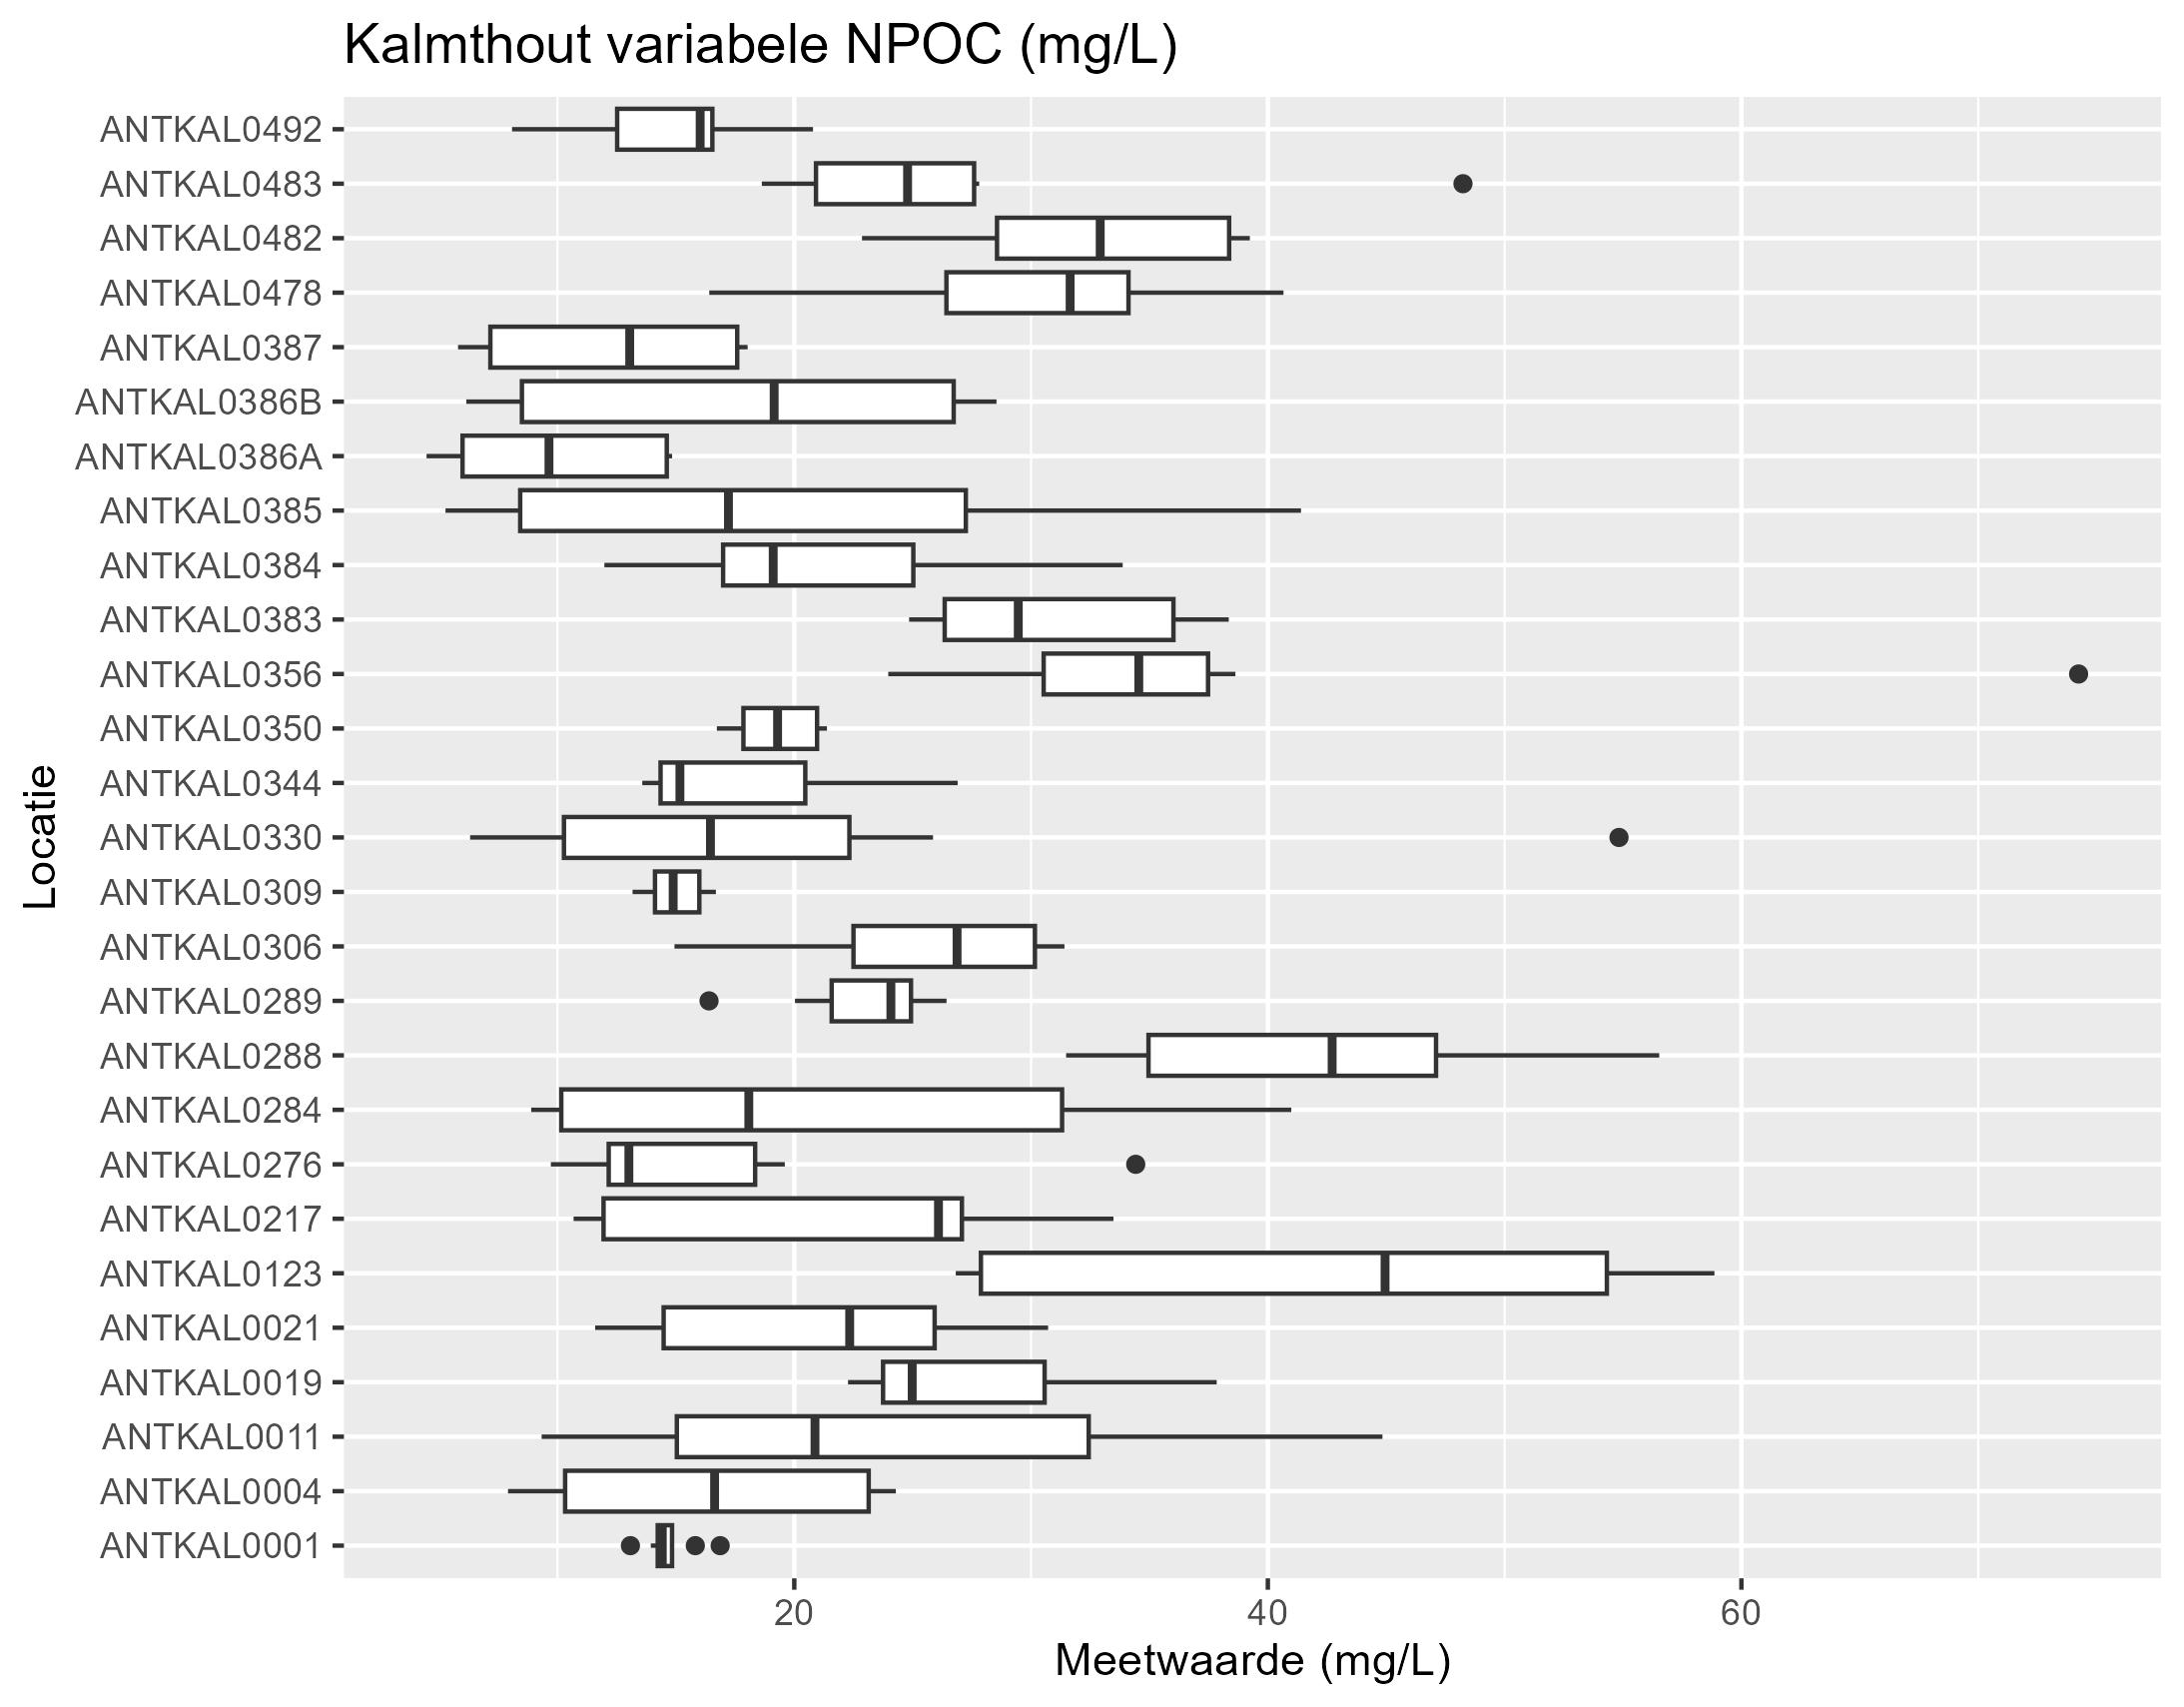 Kalmthout variabele NPOC (mg/L)
Locatie
ANTKAL0492
ANTKAL0483
ANTKAL0482
ANTKAL0478
ANTKAL0387
ANTKAL0386B
ANTKAL0386A
ANTKAL0385
ANTKAL0384
ANTKAL0383
ANTKAL0356
ANTKAL0350
ANTKAL0344
ANTKAL0330
ANTKAL0309
ANTKAL0306
ANTKAL0289
ANTKAL0288
ANTKAL0284
ANTKAL0276
ANTKAL0217
ANTKAL0123
ANTKAL0021
ANTKAL0019
ANTKAL0011
ANTKAL0004
ANTKAL0001
20 40 60
Meetwaarde (mg/L)